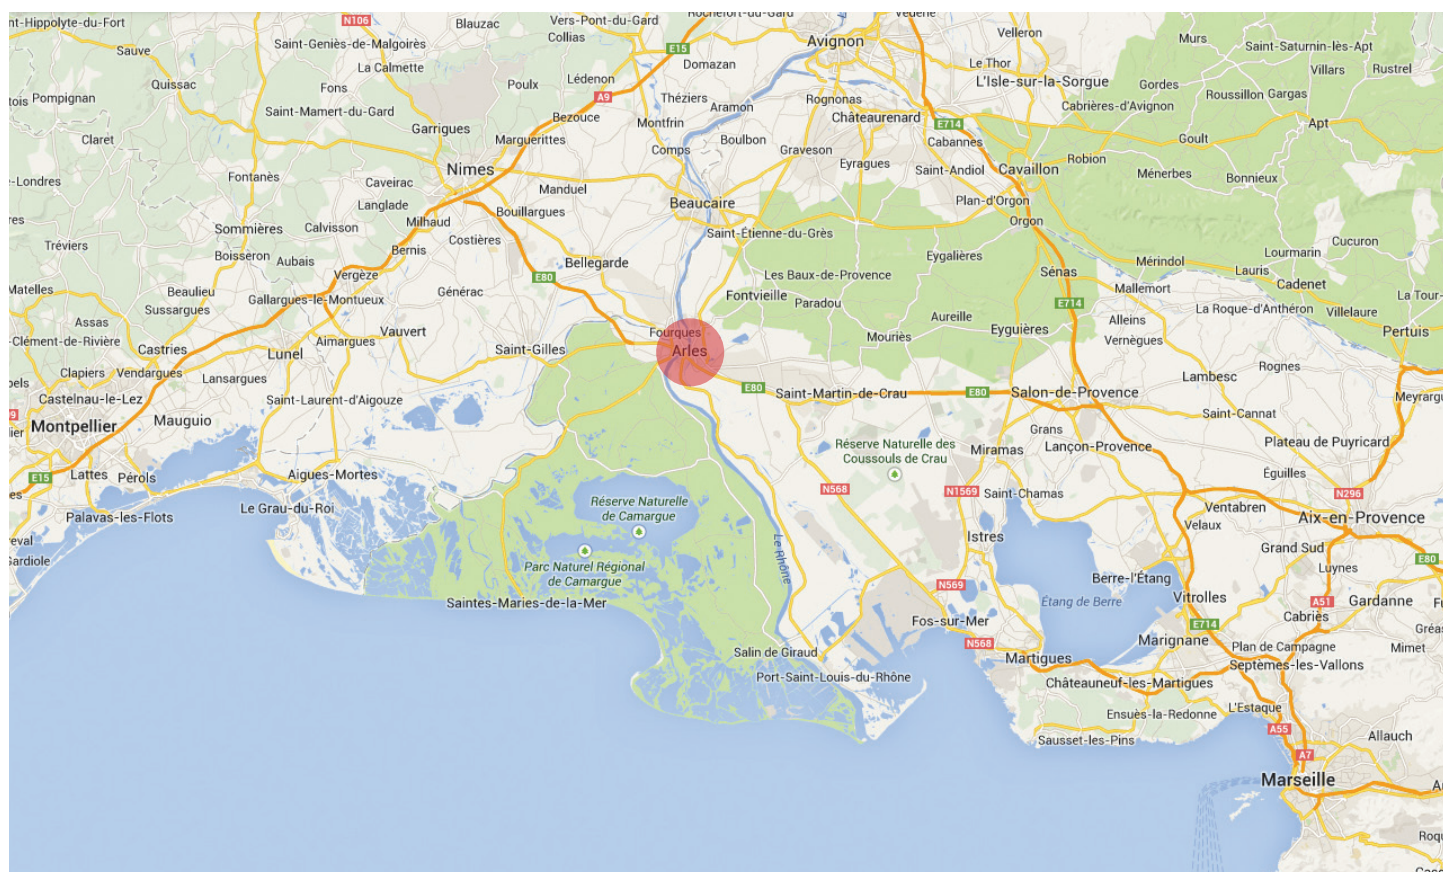 nt-Hippolyte-du-Fort
N106
Blauzac
Vers-Pont-du-Gard
Rochefort-du-Gard
Vedène
Velleron
Murs
Saint-Saturnin-lès-Apt
Sauve
Saint-Geniès-de-Malgoirès
Collias
E15
Avignon
La Calmette
Domazan
Le Thor
L'Isle-sur-la-Sorgue
Gordes
Villars
Rustrel
Quissac
Fons
Poulx
Lédenon
Roussillon
Gargas
tois
Pompignan
Saint-Mamert-du-Gard
A9
Théziers
Aramon
Rognonas
Cabrières-d'Avignon
Garrigues
Bezouce
Montfrin
Châteaurenard
E714
Apt
Claret
Marguerittes
Comps
Boulbon
Graveson
Cabannes
Goult
Nimes
Eyragues
Saint-Andiol
Cavaillon
Robion
Ménerbes
Bonnieux
e-Londres
Fontanès
Caveirac
Manduel
Langlade
Beaucaire
Plan-d'Orgon
res
Sommières
Calvisson
Milhaud
Bouillargues
Orgon
Tréviers
Boisseron
Aubais
Bernis
Costières
Saint-Étienne-du-Grès
Eygalières
Lourmarin
Cucuron
Vergèze
E80
Bellegarde
Les Baux-de-Provence
Sénas
Mérindol
Lauris
Cadenet
Matelles
Beaulieu
Sussargues
Gallargues-le-Montueux
Générac
Fontvieille
Paradou
E714
Mallemort
La Tour-
Assas
La Roque-d'Anthéron
Villelaure
-Clément-de-Rivière
Aimargues
Vauvert
Fourques
Mouriès
Aureille
Eyguières
Alleins
Vernègues
Pertuis
Castries
Lunel
Saint-Gilles
Arles
Clapiers
Vendargues
Lansargues
Rognes
Castelnau-le-Lez
Saint-Laurent-d'Aigouze
E80
Saint-Martin-de-Crau
E80
Salon-de-Provence
Lambesc
Meyrargu
Montpellier
Mauguio
Grans
Saint-Cannat
Réserve Naturelle des
Coussouls de Crau
Miramas
Lançon-Provence
Plateau de Puyricard
E15
Lattes
Pérols
Aigues-Mortes
Éguilles
N568
N1569
Saint-Chamas
N296
Palavas-les-Flots
Le Grau-du-Roi
Réserve Naturelle
de Camargue
Ventabren
Velaux
Aix-en-Provence
Istres
Grand Sud
Gardiole
Le Rhône
Parc Naturel Régional
de Camargue
Luynes
E80
Berre-l'Étang
N569
Étang de Berre
Vitrolles
A51
Gardanne
Saintes-Maries-de-la-Mer
Cabriès
Fos-sur-Mer
E714
N568
Marignane
Plan de Campagne
Mimet
Salin de Giraud
Martigues
Septèmes-les-Vallons
Port-Saint-Louis-du-Rhône
Châteauneuf-les-Martigues
Ensuès-la-Redonne
L'Estaque
Sausset-les-Pins
A55
Allauch
A7
Marseille